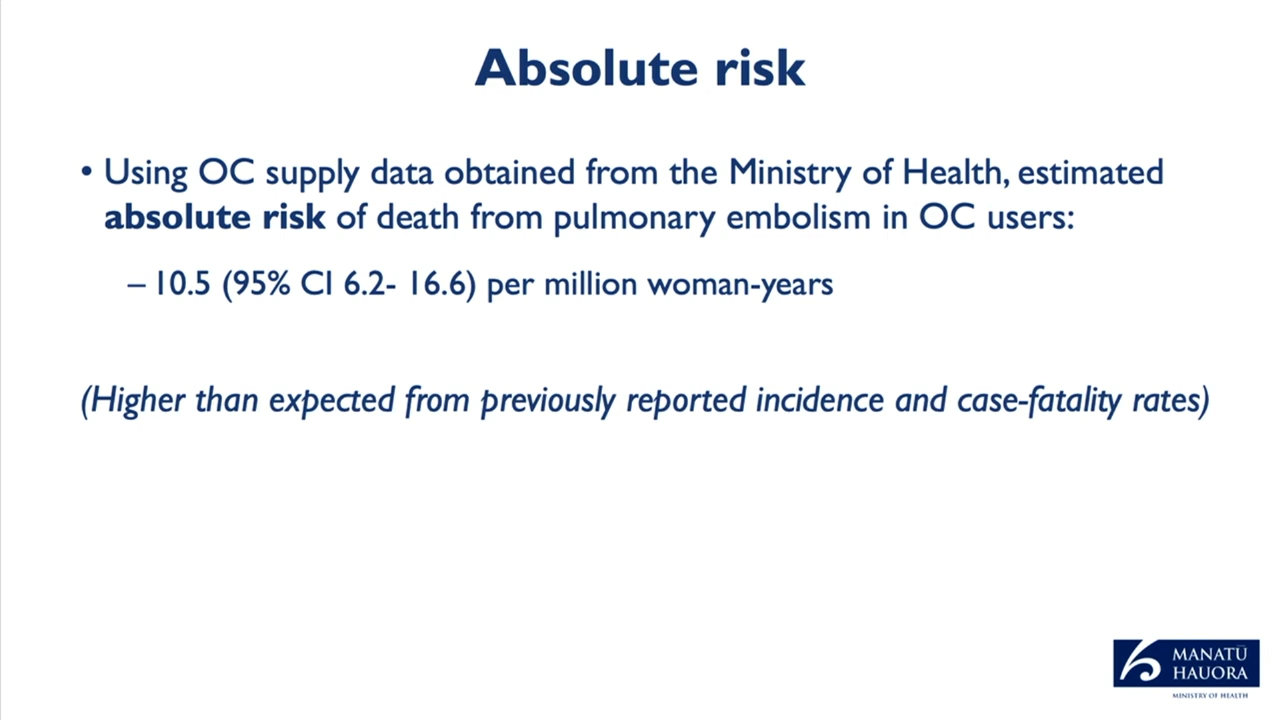 Absolute risk
• Using OC supply data obtained from the Ministry of Health, estimated
absolute risk of death from pulmonary embolism in OC users:
– 10.5 (95% CI 6.2- 16.6) per million woman-years
(Higher than expected from previously reported incidence and case-fatality rates)
MANATŪ
HAUORA
MINISTRY OF HEALTH